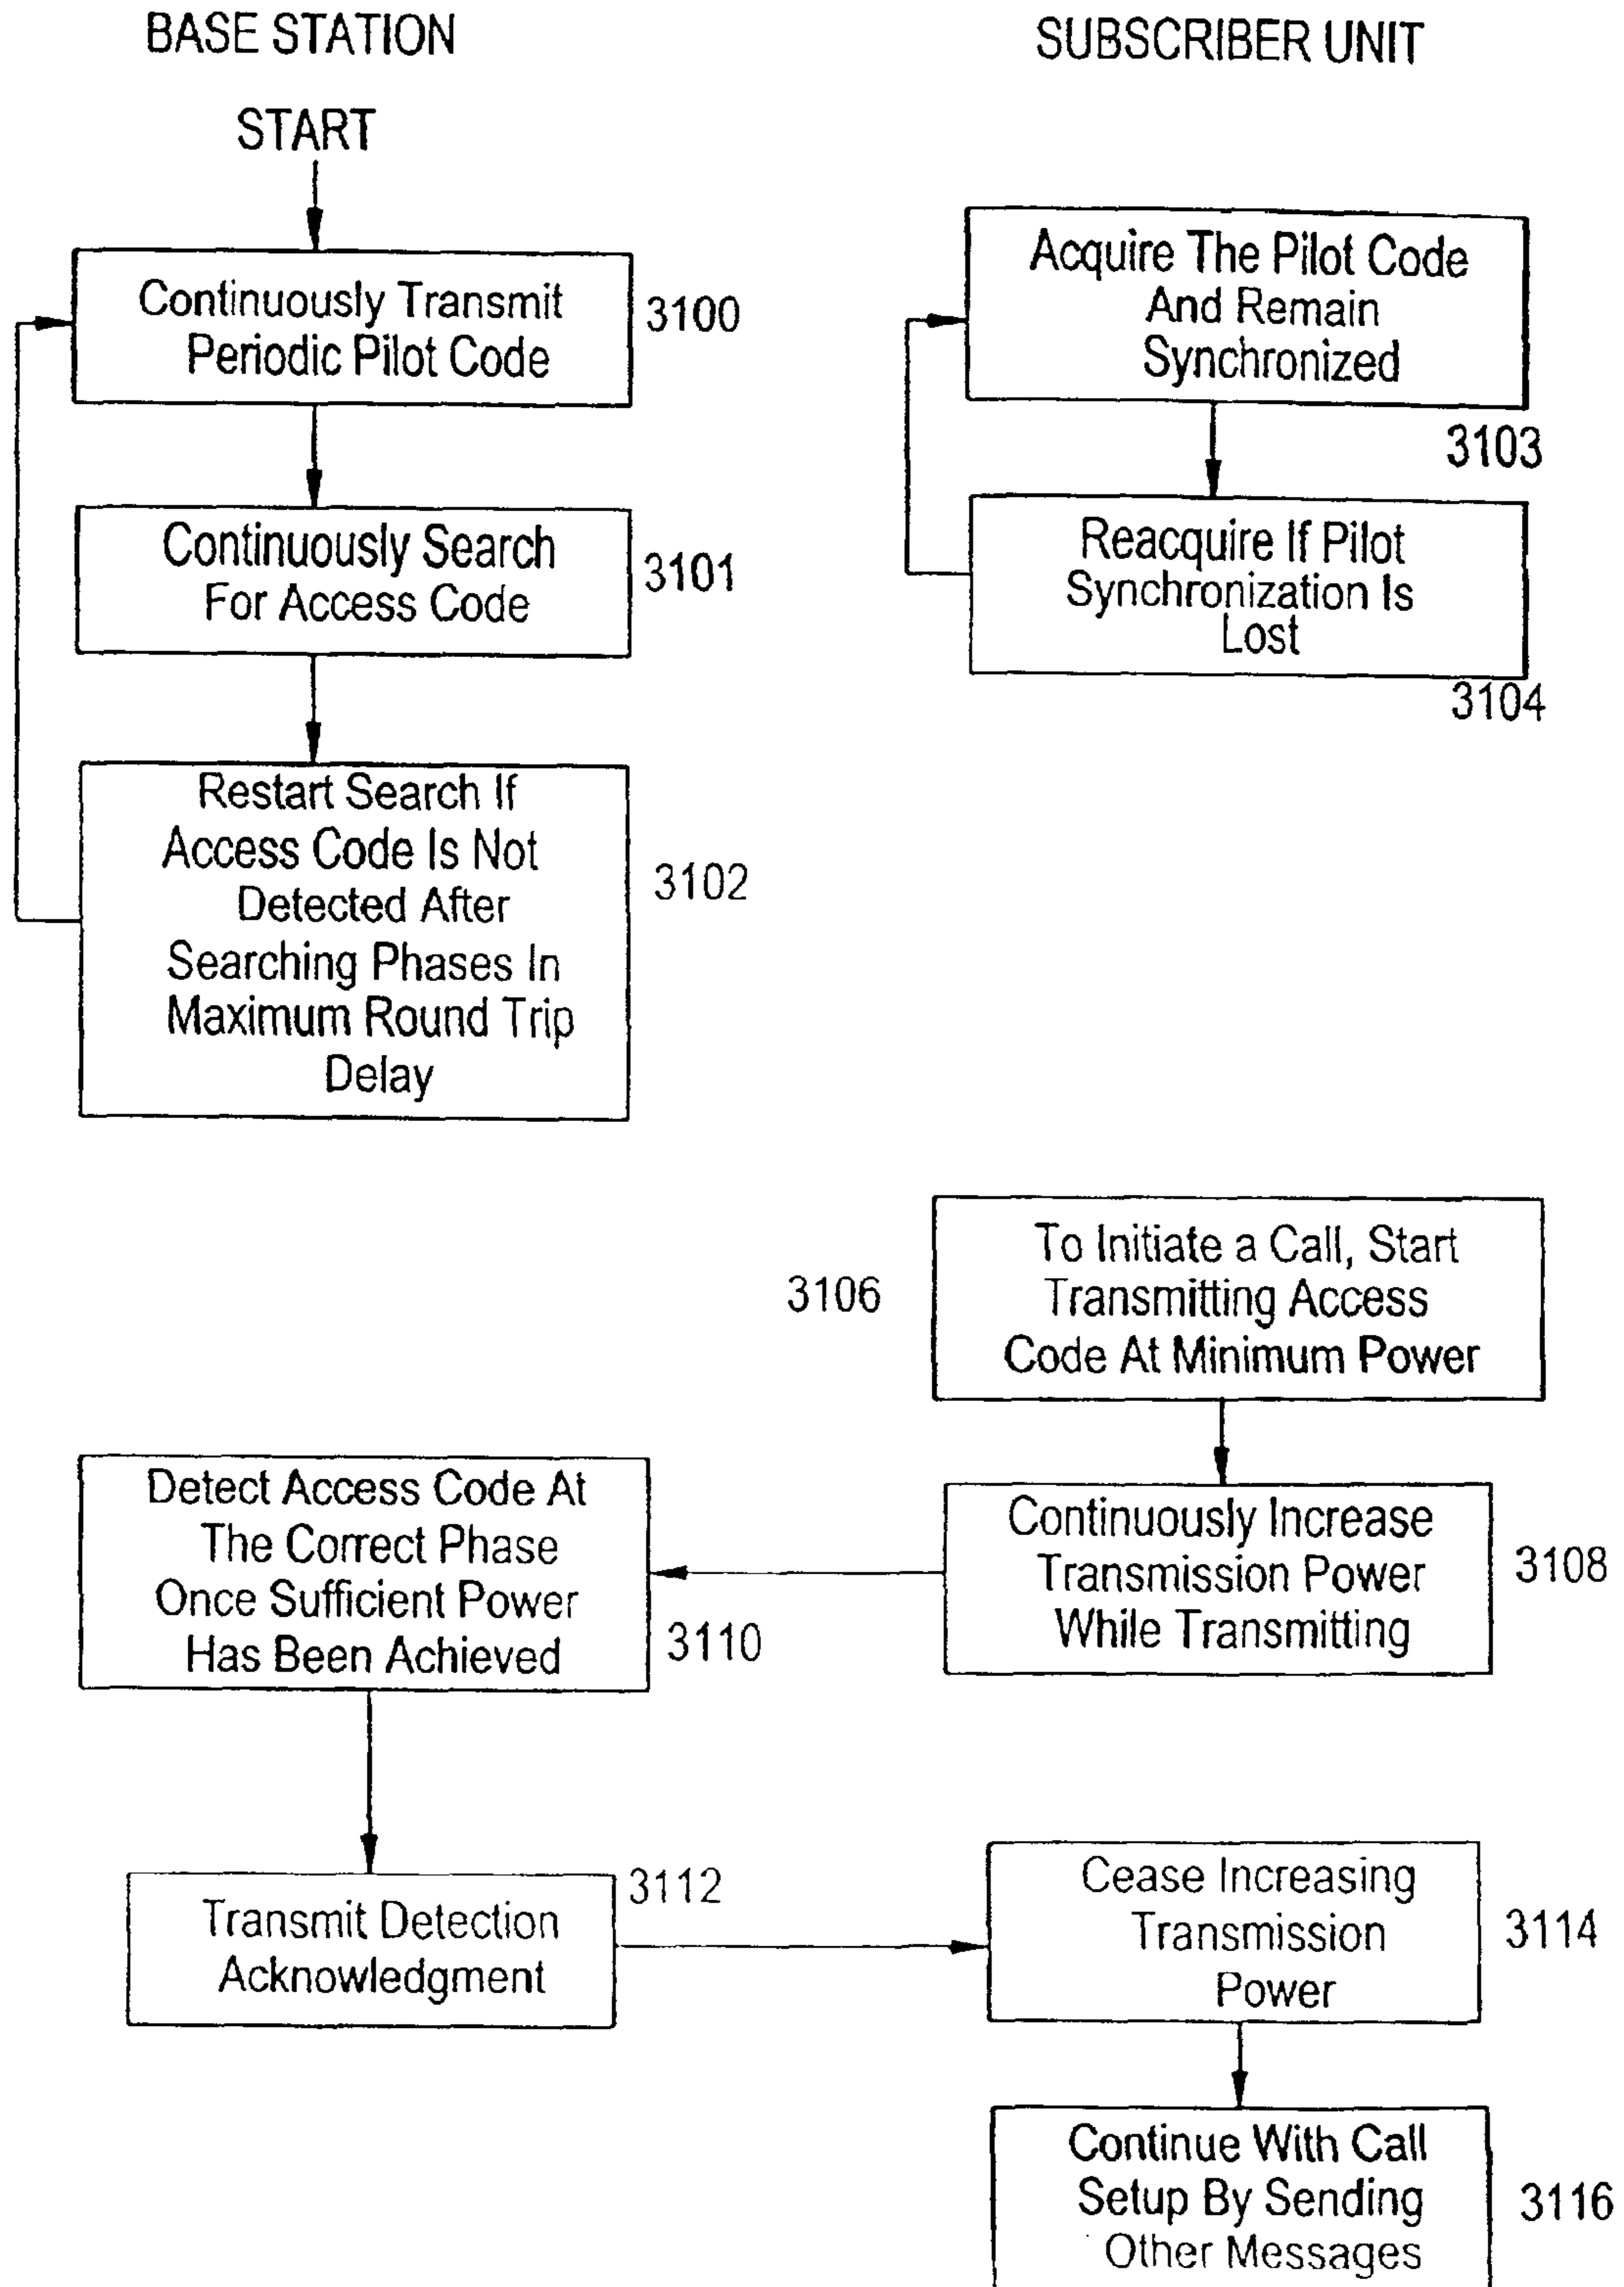 BASE STATION
SUBSCRIBER UNIT
START
Continuously Transmit
Periodic Pilot Code
3100
Acquire The Pilot Code
And Remain
Synchronized
3103
Continuously Search
For Access Code
3101
Reacquire If Pilot
Synchronization Is
Lost
3104
Restart Search If
Access Code Is Not
Detected After
Searching Phases In
Maximum Round Trip
Delay
3102
3106
To Initiate a Call, Start
Transmitting Access
Code At Minimum Power
Detect Access Code At
The Correct Phase
Once Sufficient Power
Has Been Achieved
3110
Continuously Increase
Transmission Power
While Transmitting
3108
Transmit Detection
Acknowledgment
3112
Cease Increasing
Transmission
Power
3114
Continue With Call
Setup By Sending
Other Messages
3116